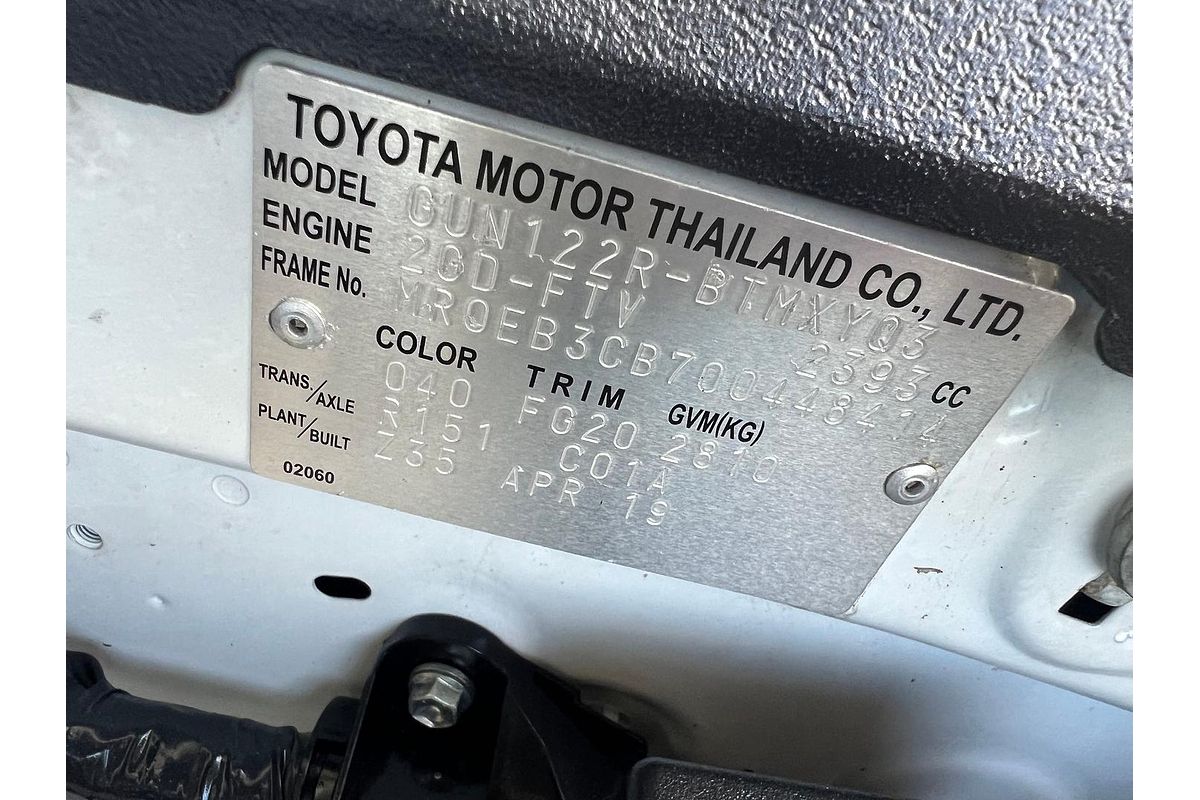 TOYOTA MOTOR THAILAND CO., LTD.
MODEL GUN122R-BTMXYQ3
ENGINE 2GD-FTV 2393 CC
FRAME No. MR0EB3CB700448414
COLOR TRIM GVM(KG)
040 FG20 2810
TRANS./AXLE R151 C01A
PLANT/BUILT Z35 APR 19
02060